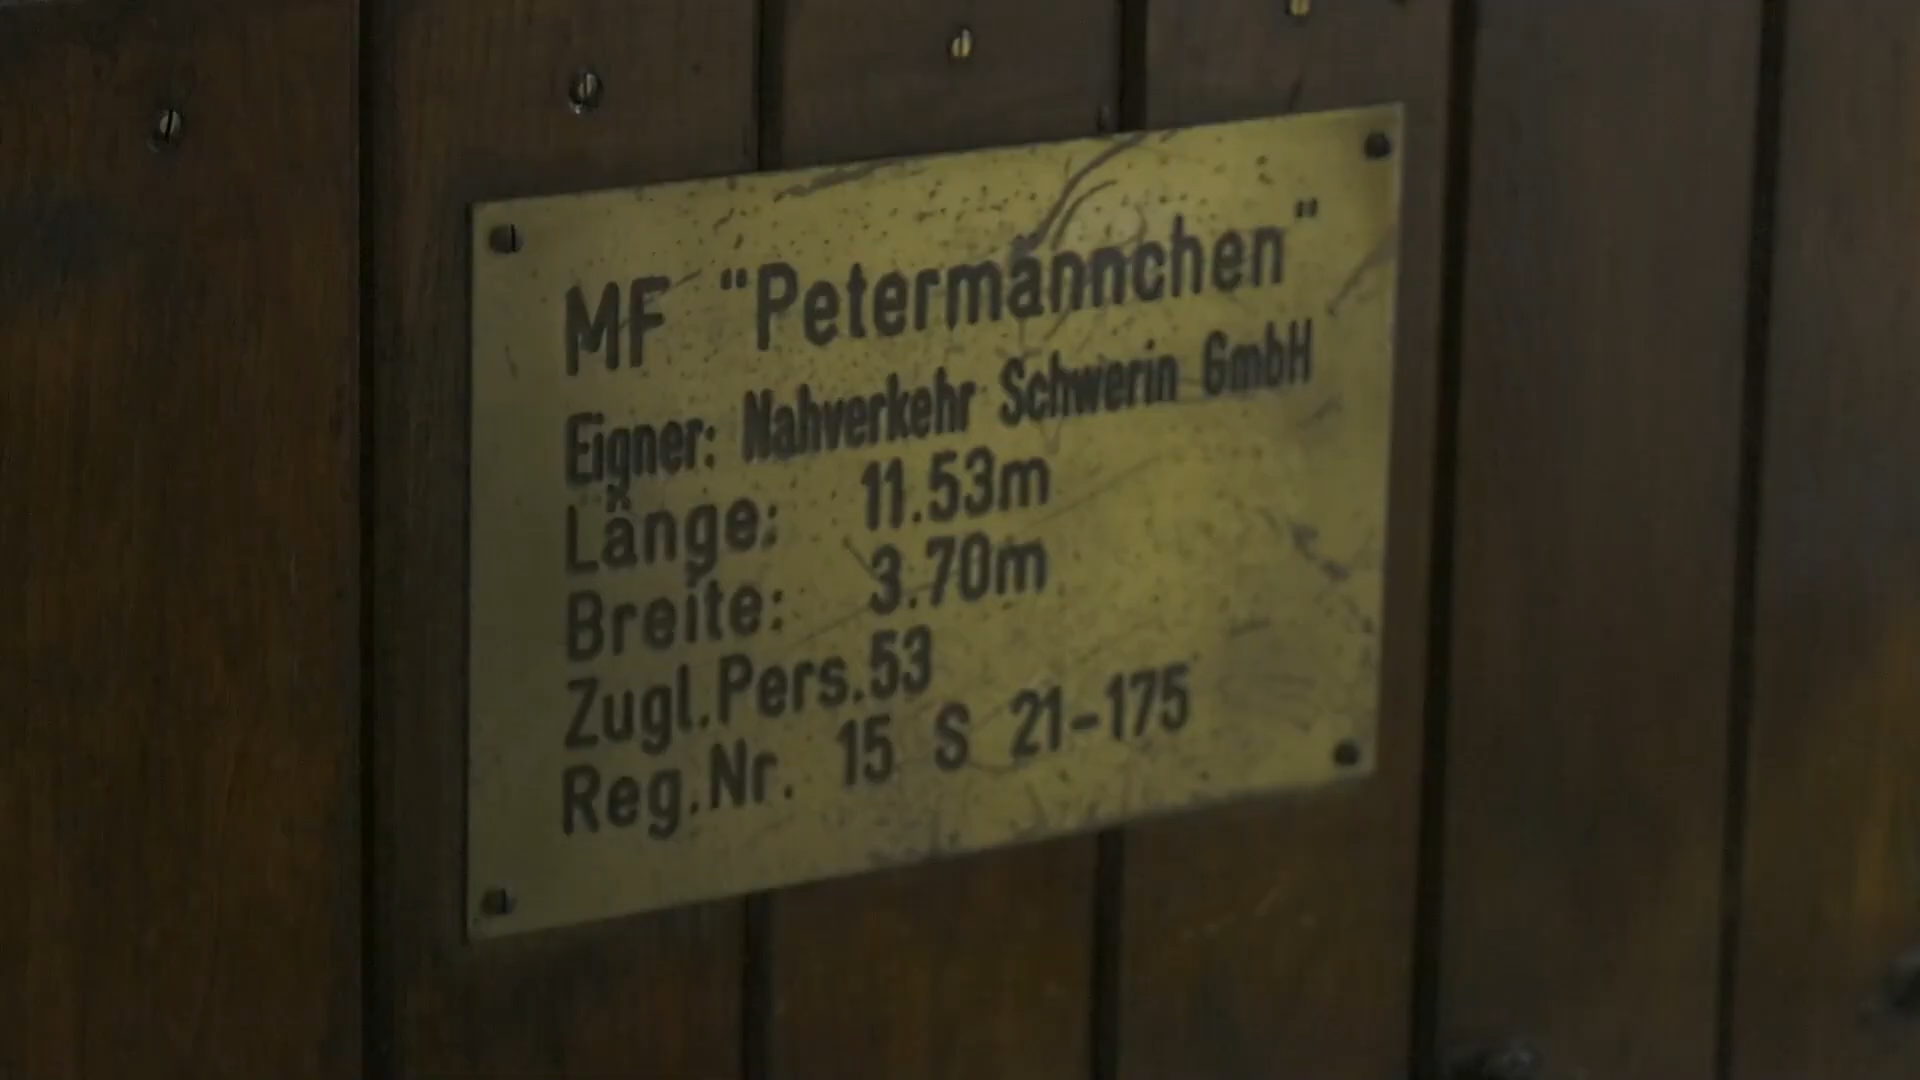 MF "Petermännchen"
Eigner: Nahverkehr Schwerin GmbH
Länge: 11.53m
Breite: 3.70m
Zugl.Pers.53
Reg.Nr. 15 S 21-175